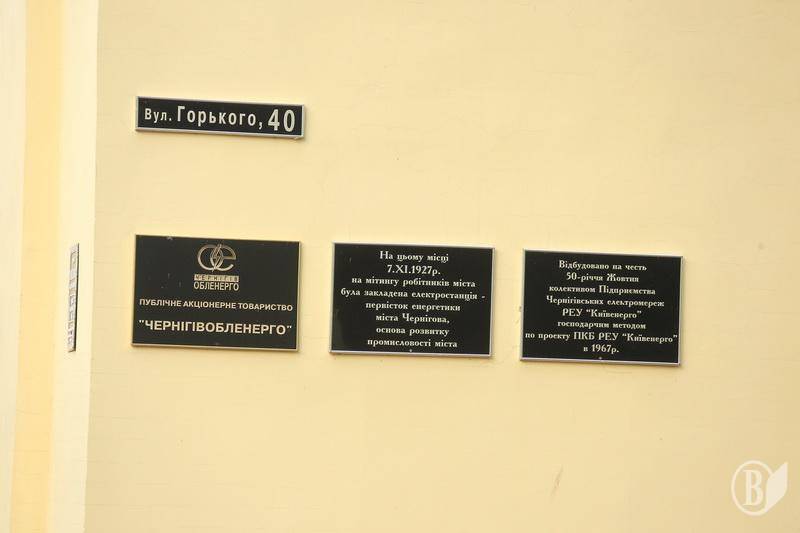 Вул. Горького, 40
ЧЕРНІГІВ
ОБЛЕНЕРГО
ПУБЛІЧНЕ АКЦІОНЕРНЕ ТОВАРИСТВО
"ЧЕРНІГІВОБЛЕНЕРГО"
На цьому місці
7.XI.1927р.
на мітингу робітників міста
була закладена електростанція -
первісток енергетики
міста Чернігова,
основа розвитку
промисловості міста
Відбудовано на честь
50-річчя Жовтня
колективом Підприємства
Чернігівських електромереж
РЕУ "Київенерго"
господарчим методом
по проекту ПКБ РЕУ "Київенерго"
в 1967р.
В